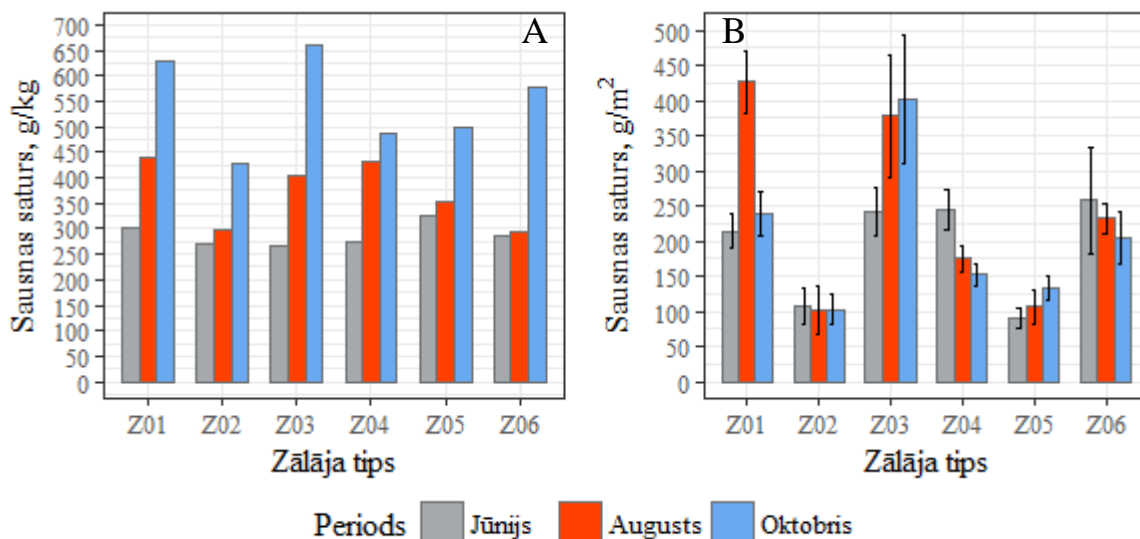 A
Sausnas saturs, g/kg
700
650
600
550
500
450
400
350
300
250
200
150
100
50
0
Z01 Z02 Z03 Z04 Z05 Z06
Zālāja tips
B
Sausnas saturs, g/m²
500
450
400
350
300
250
200
150
100
50
0
Z01 Z02 Z03 Z04 Z05 Z06
Zālāja tips
Periods Jūnijs Augusts Oktobris